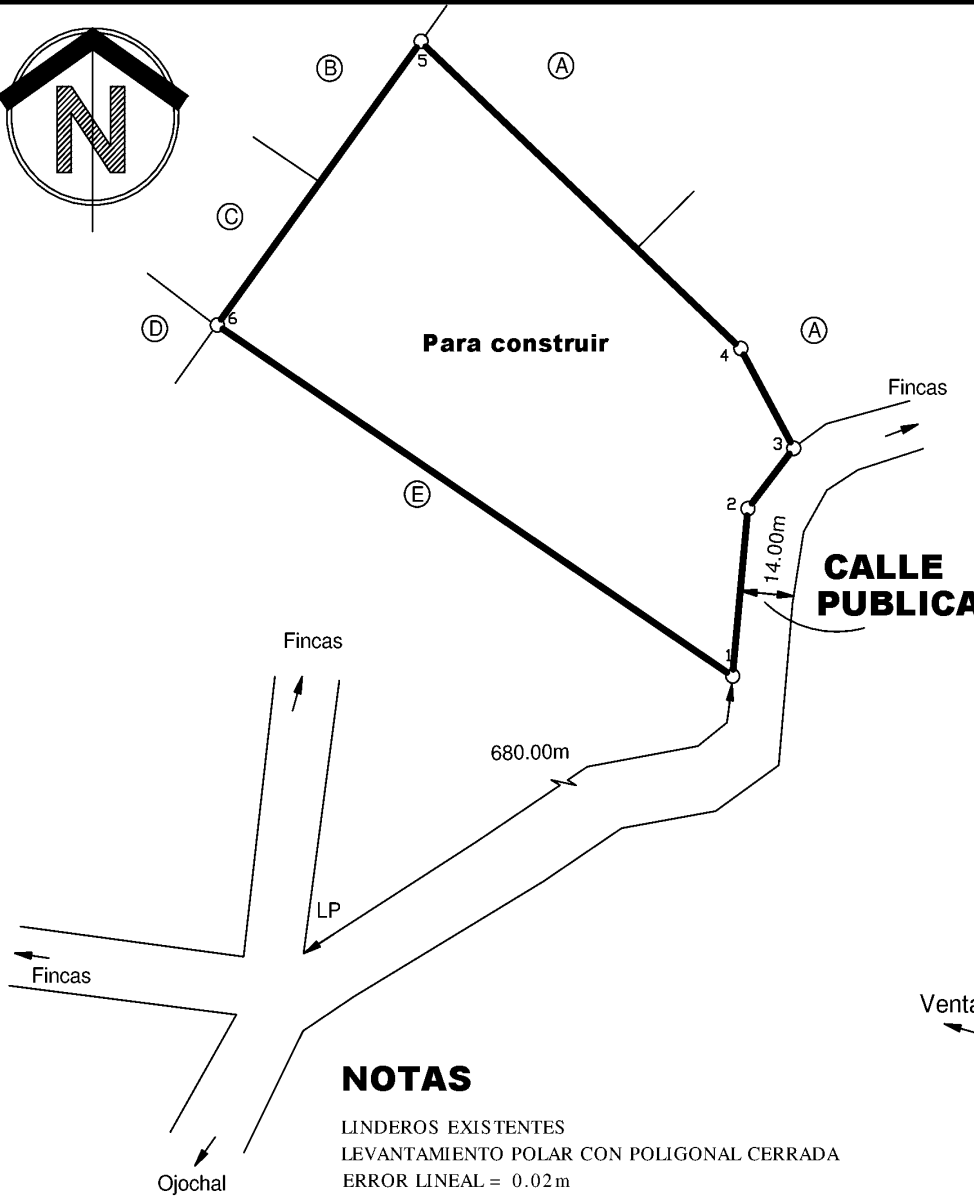 N
B
5
A
C
D
6
Para construir
4
A
Fincas
3
E
2
14.00m
CALLE
PUBLICA
1
Fincas
680.00m
LP
Fincas
NOTAS
LINDEROS EXISTENTES
LEVANTAMIENTO POLAR CON POLIGONAL CERRADA
ERROR LINEAL = 0.02m
Ojochal